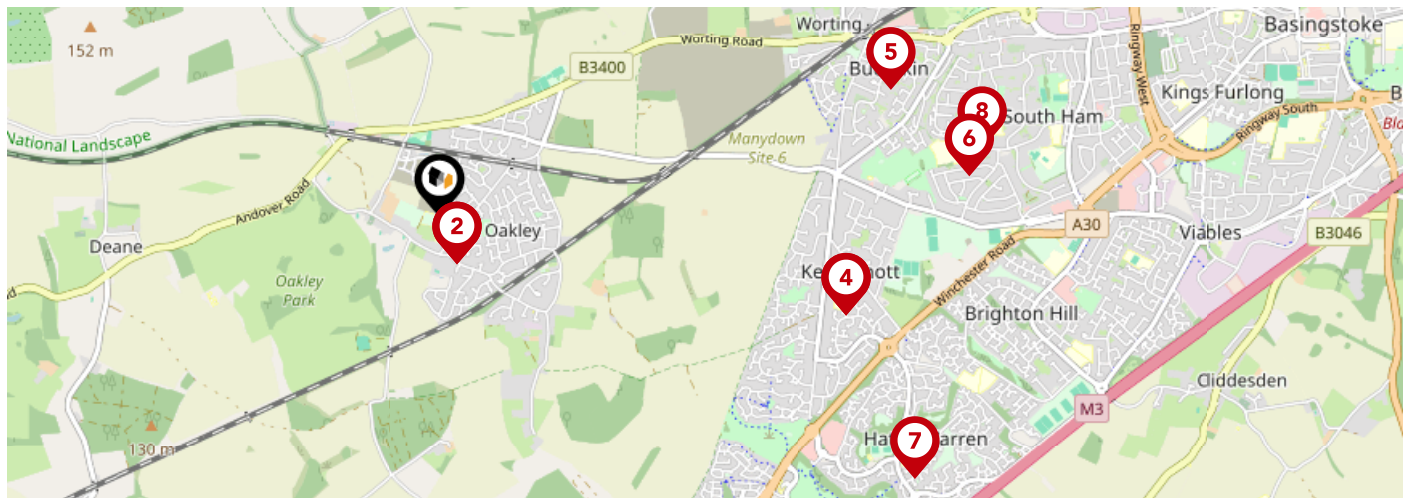 152 m
National Landscape
Deane
Andover Road
Oakley
Park
130 m
B3400
Worting Road
Worting
Oakley
2
Manydown
Site 6
5
8
6
4
7
South Ham
Basingstoke
Kings Furlong
Ringway West
Ringway South
A30
Winchester Road
Viables
B3046
Brighton Hill
Cliddesden
M3